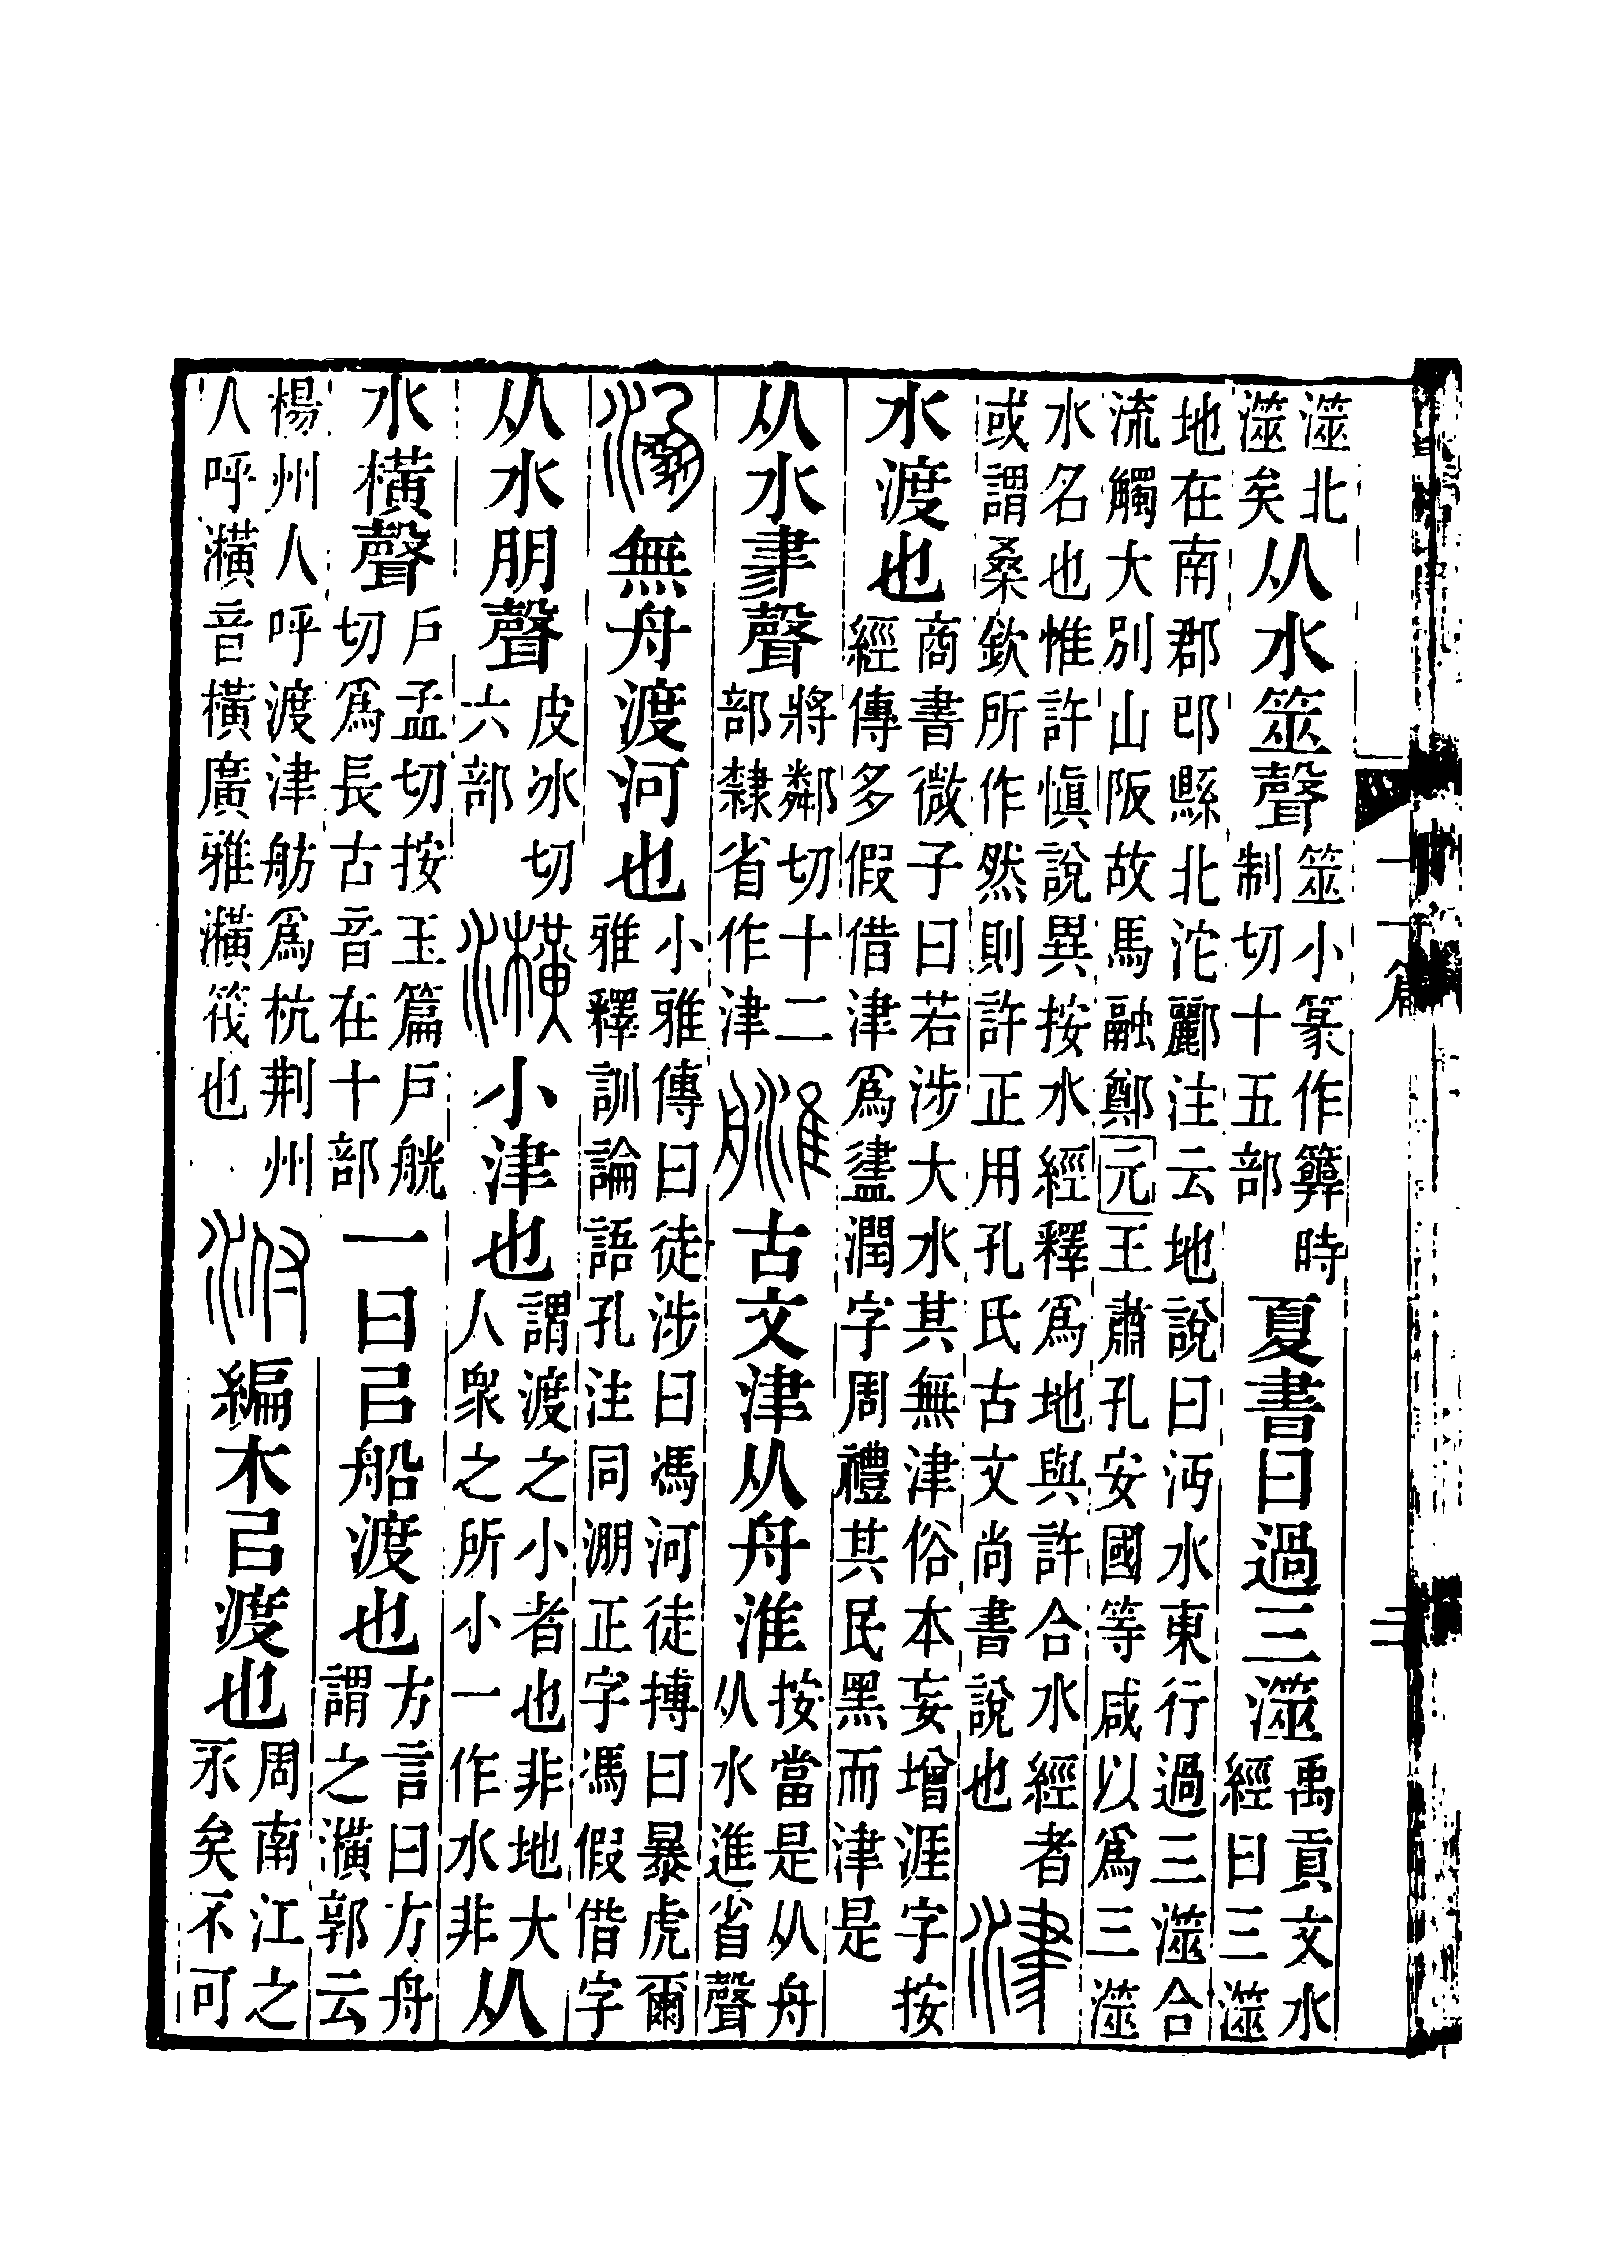 澨北澨矣从水筮聲筮小篆作簭時制切十五部夏書曰過三澨禹貢文水經曰三澨
地在南郡邔縣北沱酈注云地說曰沔水東行過三澨合流觸大別山阪故馬融鄭元王肅孔安國等咸以爲三澨
水名也惟許愼說異按水經釋爲地與許合水經者或謂桑欽所作然則許正用孔氏古文尚書說也津
水渡也商書微子曰若涉大水其無津俗本妄增涯字按經傳多假借津爲𧗁潤字周禮其民黑而津是
从水𦘔聲將鄰切十二部隸省作津𦪏古文津从舟淮按當是从舟从水進省聲
淜無舟渡河也小雅傳曰徒涉曰馮河徒搏曰暴虎爾雅釋訓論語孔注同淜正字馮假借字
从水朋聲皮冰切六部㶇小津也謂渡之小者也非地大人衆之所小一作水非从
水橫聲戶孟切按玉篇戶觥切爲長古音在十部一曰㠯船渡也方言曰方舟謂之㶇郭云
楊州人呼渡津舫爲杭荆州人呼㶇音橫廣雅㶇筏也泭編木㠯渡也周南江之永矣不可